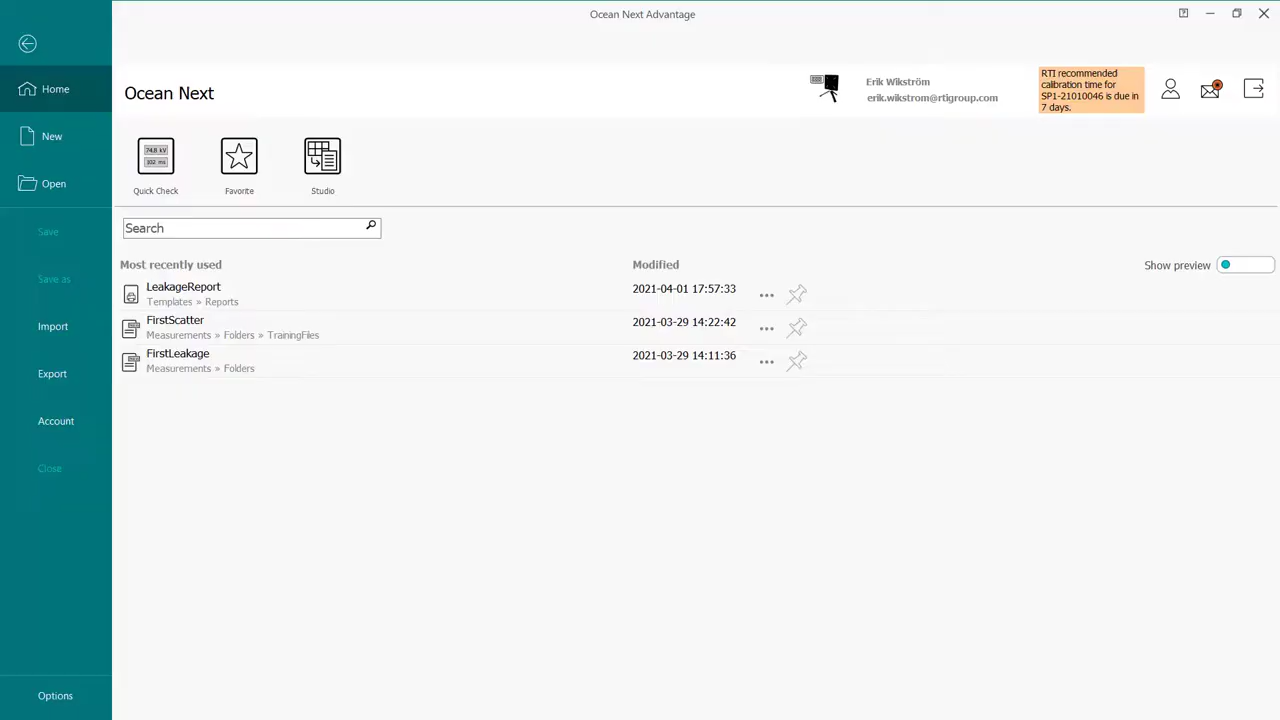 Ocean Next Advantage
Home
New
Open
Save
Save as
Import
Export
Account
Close
Options
Ocean Next
Erik Wikström
erik.wikstrom@rtigroup.com
RTI recommended
calibration time for
SP1-21010046 is due in
7 days.
74,8 kV
102 ms
Quick Check
Favorite
Studio
Search
Most recently used
Modified
Show preview
LeakageReport
Templates » Reports
2021-04-01 17:57:33
FirstScatter
Measurements » Folders » TrainingFiles
2021-03-29 14:22:42
FirstLeakage
Measurements » Folders
2021-03-29 14:11:36